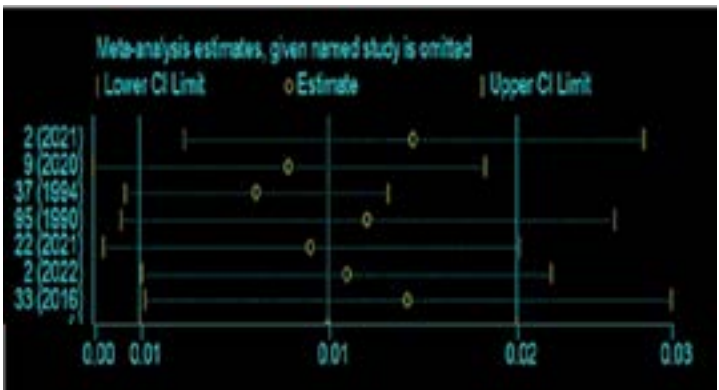 Meta-analysis estimates, given named study is omitted
| Lower CI Limit ○ Estimate | Upper CI Limit
2 (2021)
9 (2020)
37 (1994
95 (1990
22 (2021)
2 (2022)
33 (2016
0.00 0.01 0.01 0.02 0.03